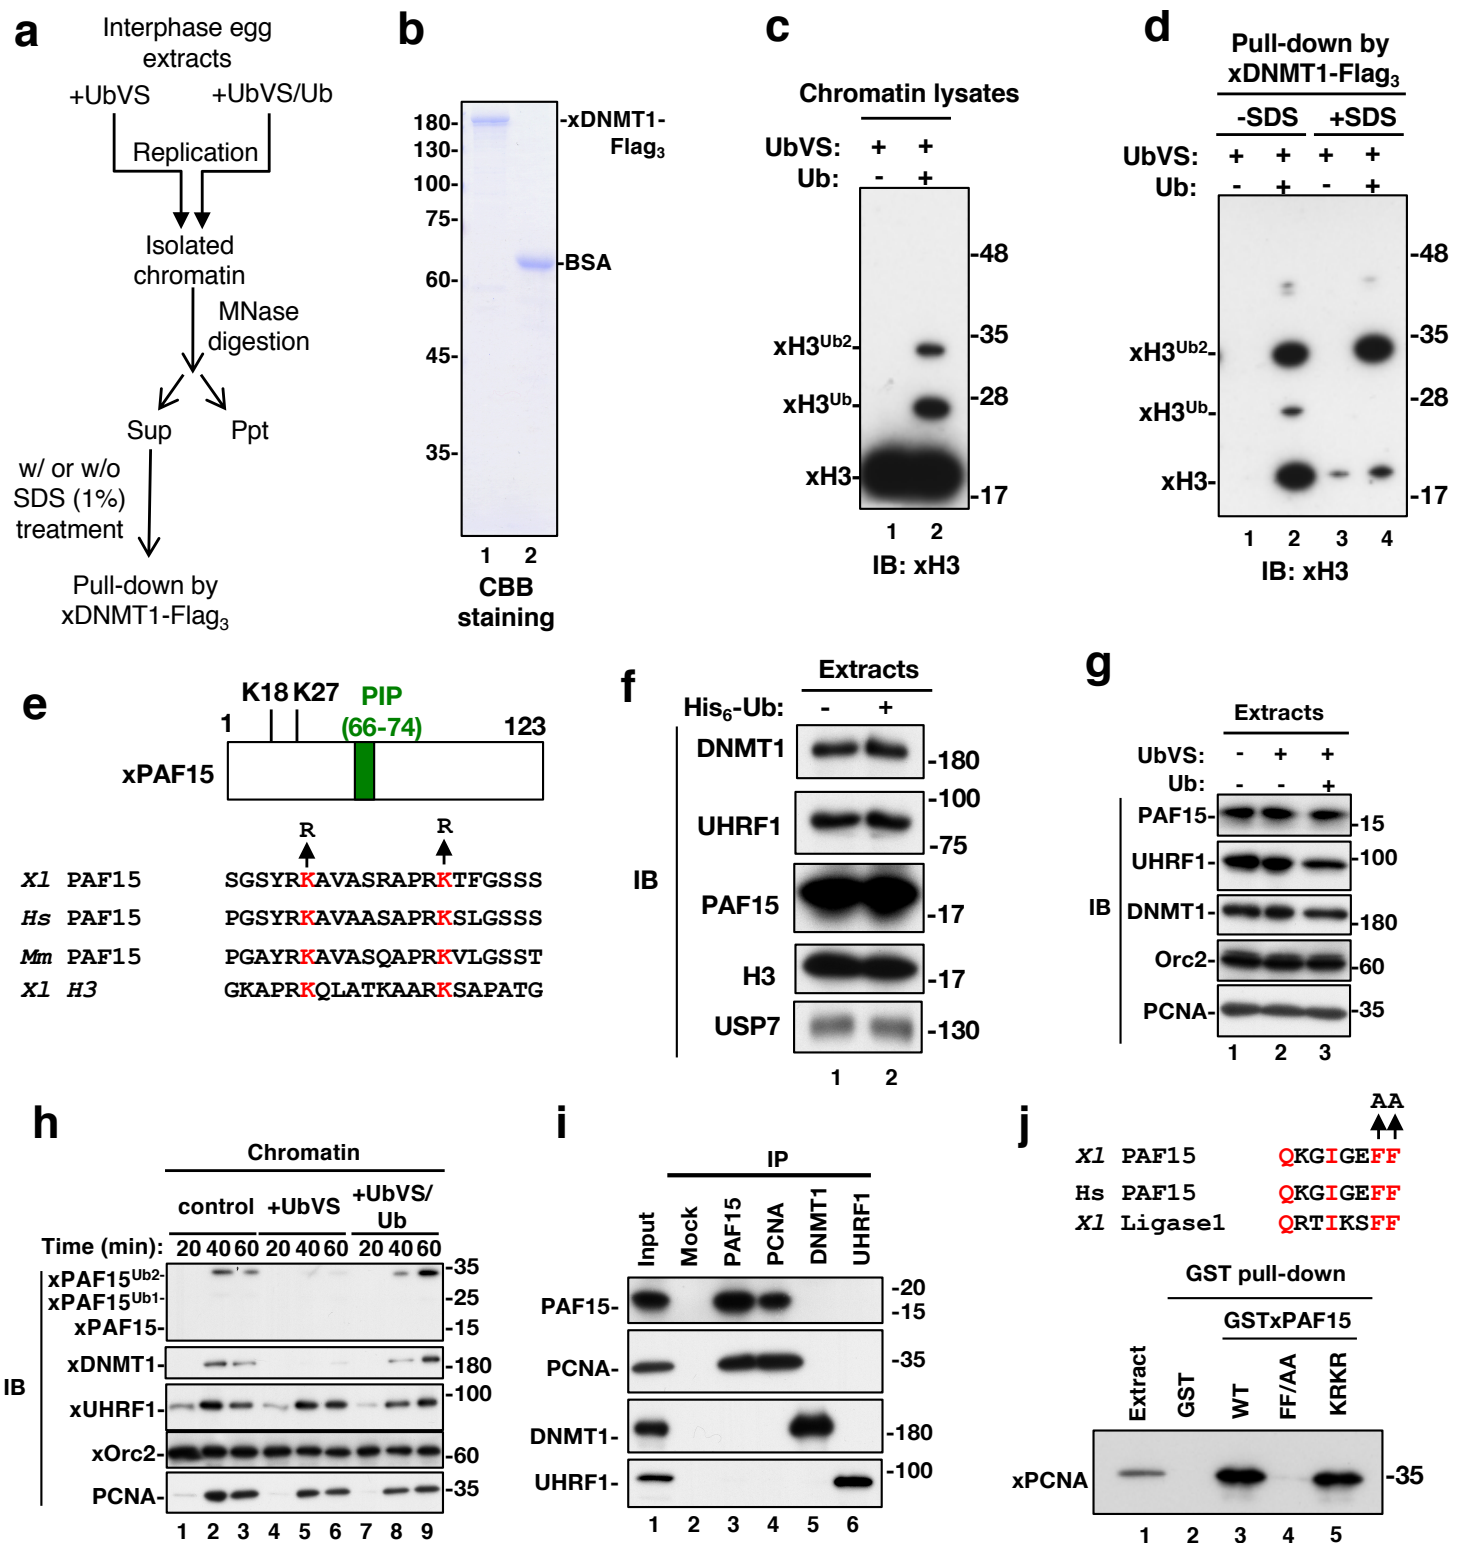 a
Interphase egg
extracts
+UbVS +UbVS/Ub
Replication
Isolated
chromatin
MNase
digestion
Sup Ppt
w/ or w/o
SDS (1%)
treatment
Pull-down by
xDNMT1-Flag3
b
180-
130-
100-
75-
60-
45-
35-
-xDNMT1-
Flag3
-BSA
1 2
CBB
staining
c
Chromatin lysates
UbVS: + +
Ub: - +
xH3Ub2-
xH3Ub-
xH3-
-48
-35
-28
-17
1 2
IB: xH3
d
Pull-down by
xDNMT1-Flag3
-SDS +SDS
UbVS: + + + +
Ub: - + - +
xH3Ub2-
xH3Ub-
xH3-
-48
-35
-28
-17
1 2 3 4
IB: xH3
e
K18 K27 PIP
1 (66-74) 123
xPAF15
R R
Xl PAF15 SGSYRKAVASRAPRKTFGSSS
Hs PAF15 PGSYRKAVAASAPRKSLGSSS
Mm PAF15 PGAYRKAVASQAPRKVLGSST
Xl H3 GKAPRKQLATKAARKSAPATG
f
Extracts
His6-Ub: - +
IB
DNMT1 -180
UHRF1 -100
-75
PAF15 -17
H3 -17
USP7 -130
1 2
g
Extracts
UbVS: - + +
Ub: - - +
IB
PAF15- -15
UHRF1- -100
DNMT1- -180
Orc2- -60
PCNA- -35
1 2 3
h
Chromatin
control +UbVS +UbVS/
Ub
Time (min): 20 40 60 20 40 60 20 40 60
IB
xPAF15Ub2- -35
xPAF15Ub1- -25
xPAF15- -15
xDNMT1- -180
xUHRF1- -100
xOrc2- -60
PCNA- -35
1 2 3 4 5 6 7 8 9
i
IP
Input Mock PAF15 PCNA DNMT1 UHRF1
PAF15- -20
-15
PCNA- -35
DNMT1- -180
UHRF1- -100
1 2 3 4 5 6
j
AA
Xl PAF15 QKGIGEFF
Hs PAF15 QKGIGEFF
Xl Ligase1 QRTIKSFF
GST pull-down
GSTxPAF15
Extract GST WT FF/AA KRKR
xPCNA -35
1 2 3 4 5